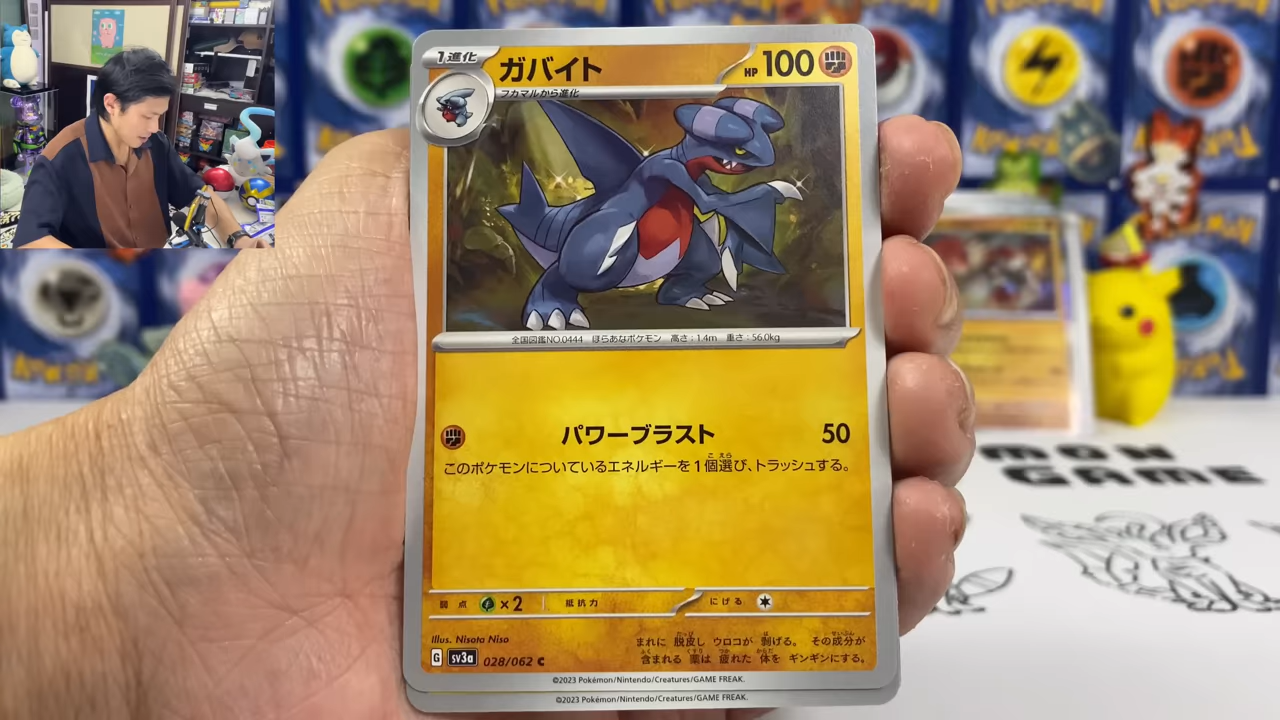 1進化
ガバイト
HP 100
フカマルから進化
全国図鑑NO.0444 ほらあなポケモン 高さ:1.4m 重さ:56.0kg
パワーブラスト 50
このポケモンについているエネルギーを1個選び、トラッシュする。
弱点 ×2 抵抗力 にげる
Illus. Nisota Niso
まれに 脱皮し ウロコが 剥げる。 その成分が
含まれる 薬は 疲れた 体を ギンギンにする。
G sv3a 028/062 C
©2023 Pokémon/Nintendo/Creatures/GAME FREAK.
©2023 Pokémon/Nintendo/Creatures/GAME FREAK.
MON
GAME